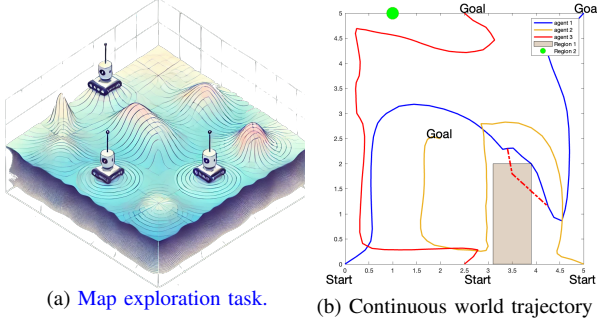 Goal
Goa
agent 1
agent 2
agent 3
Region 1
Region 2
5
4.5
4
3.5
3
2.5
2
1.5
1
0.5
0
Goal
0 0.5 1 1.5 2 2.5 3 3.5 4 4.5 5
Start Start Start
(a) Map exploration task.
(b) Continuous world trajectory